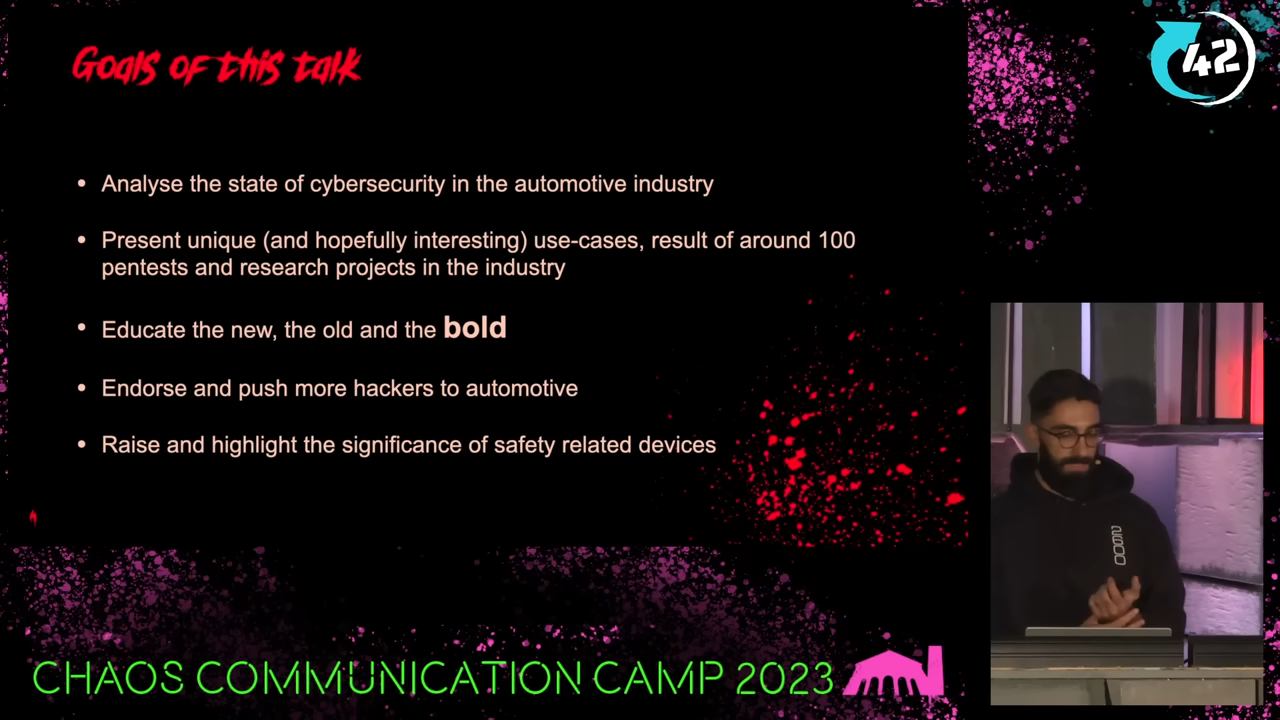 Goals of this talk
42
• Analyse the state of cybersecurity in the automotive industry
• Present unique (and hopefully interesting) use-cases, result of around 100
pentests and research projects in the industry
• Educate the new, the old and the bold
• Endorse and push more hackers to automotive
• Raise and highlight the significance of safety related devices
CHAOS COMMUNICATION CAMP 2023